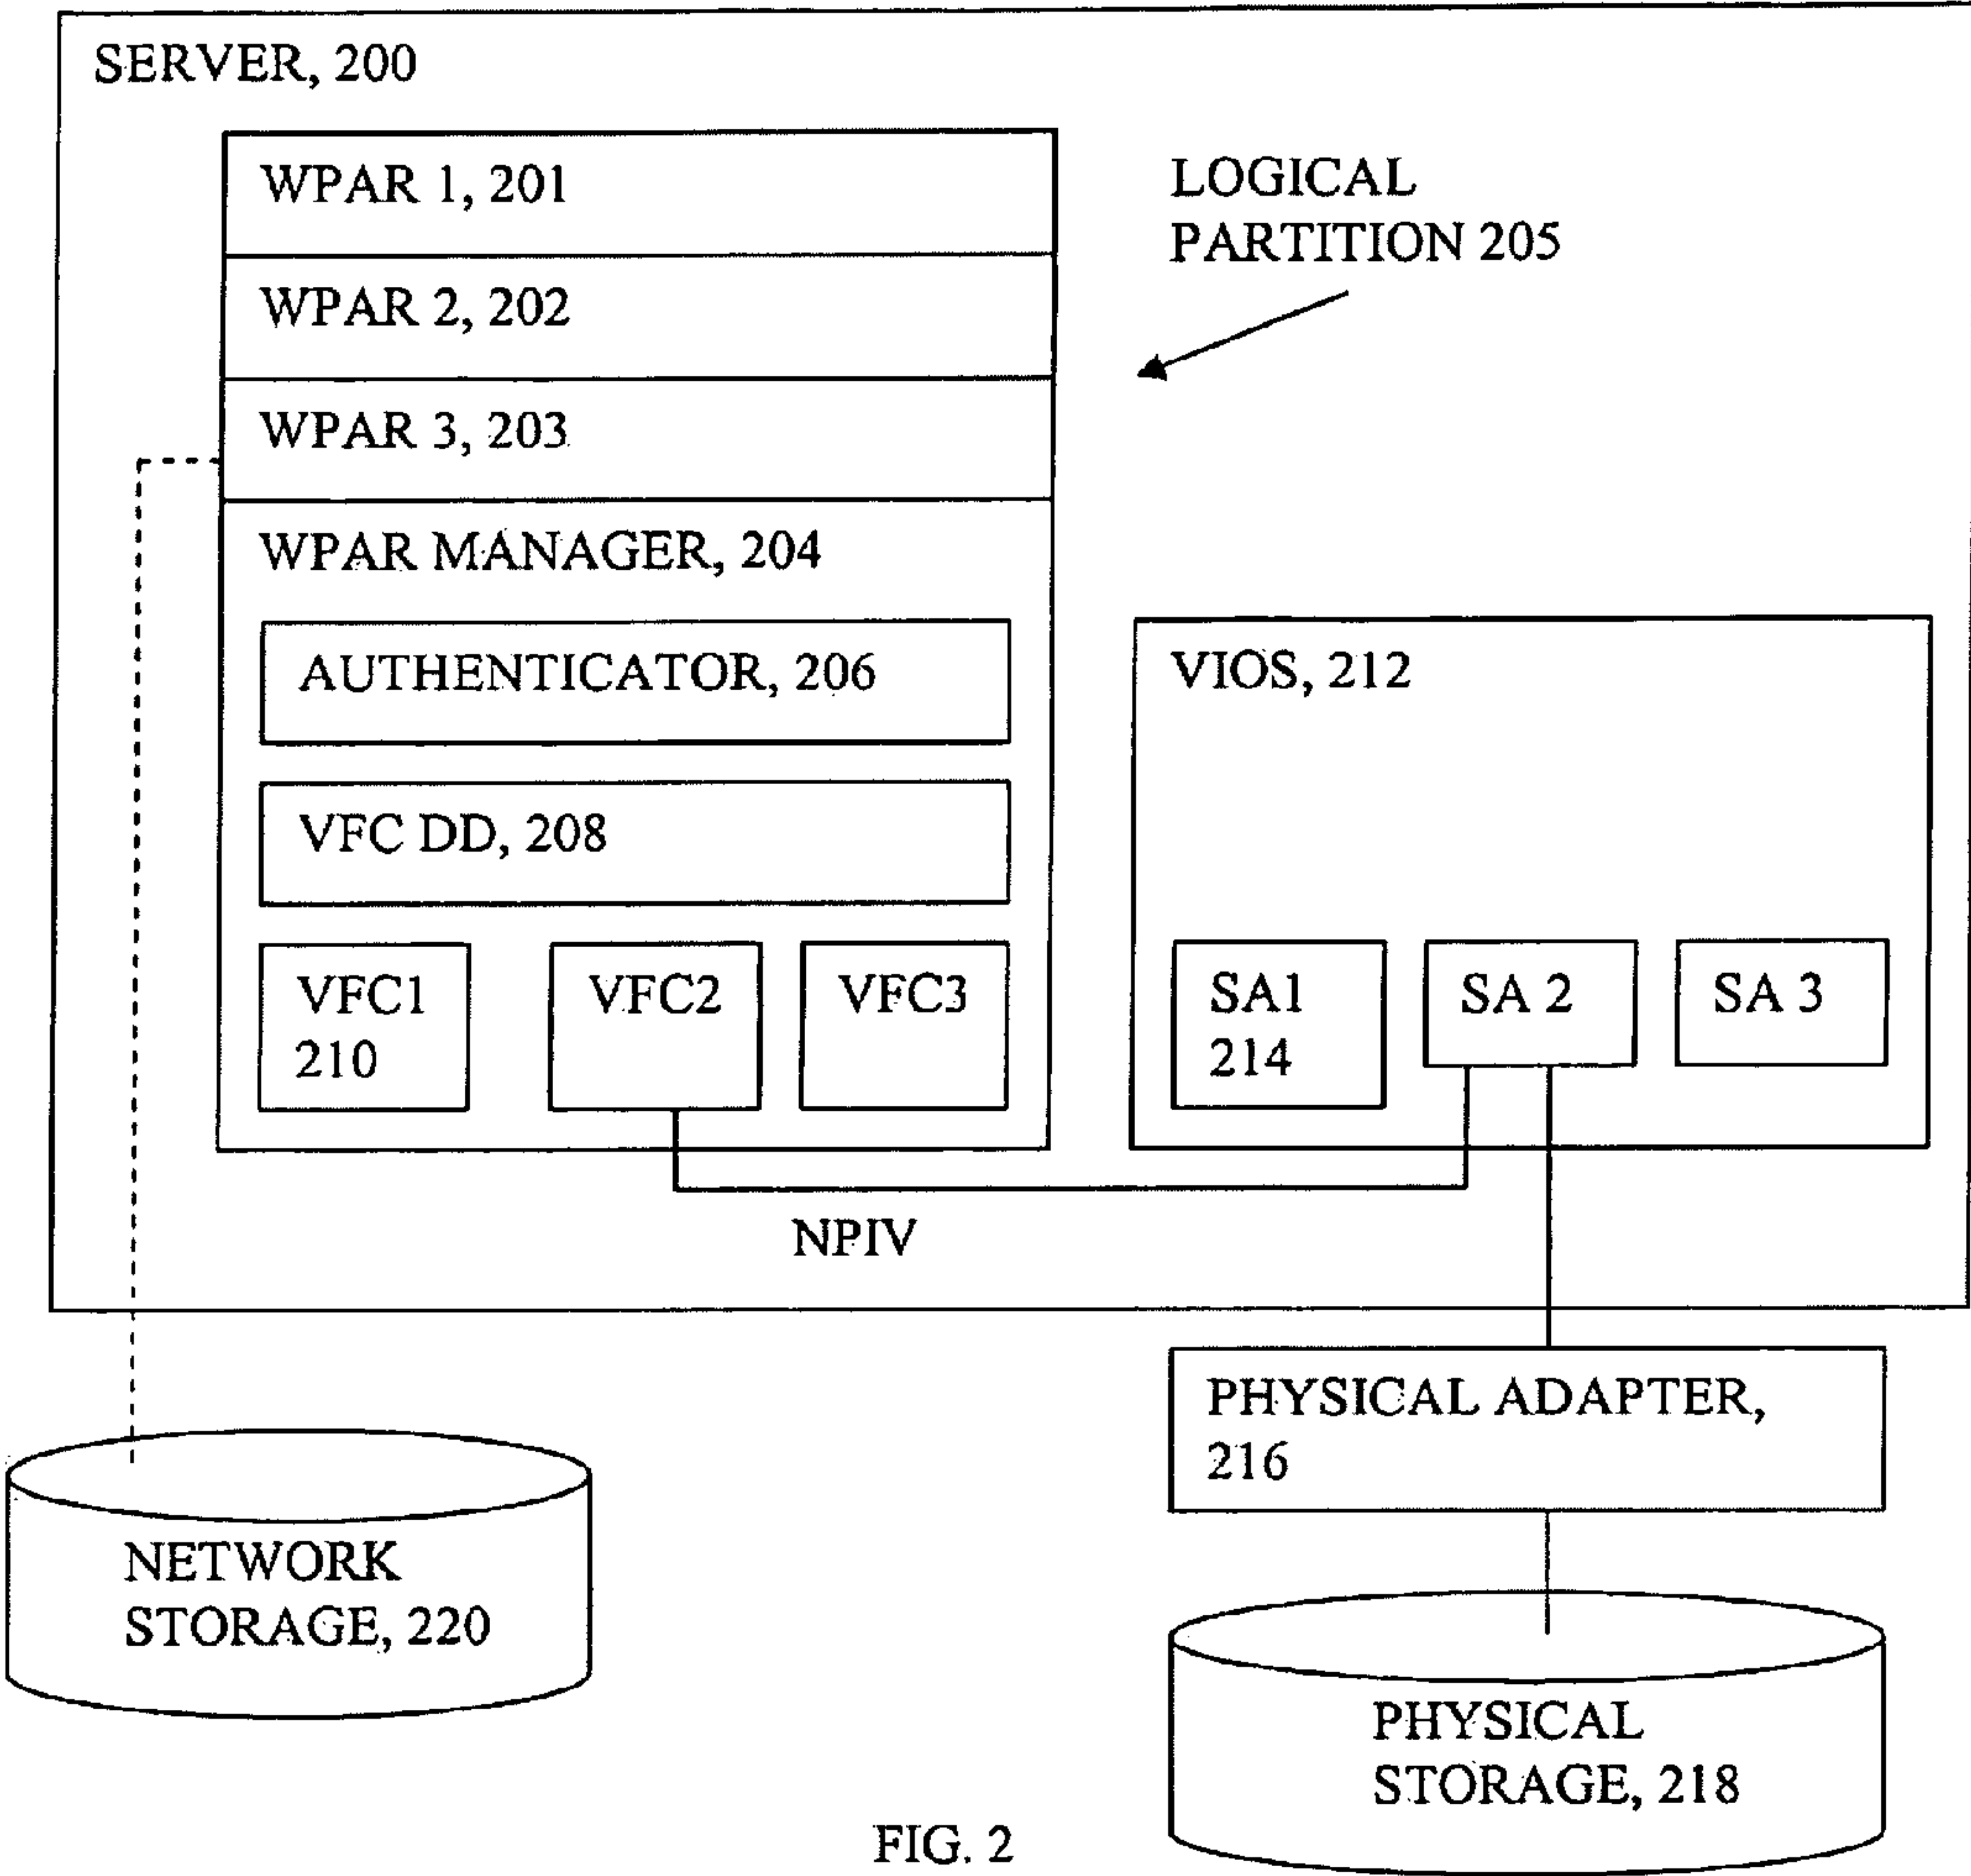 SERVER, 200
WPAR 1, 201
WPAR 2, 202
WPAR 3, 203
LOGICAL
PARTITION 205
WPAR MANAGER, 204
AUTHENTICATOR, 206
VFC DD, 208
VFC1
210
VFC2
VFC3
VIOS, 212
SA1
214
SA 2
SA 3
NPIV
PHYSICAL ADAPTER,
216
NETWORK
STORAGE, 220
PHYSICAL
STORAGE, 218
FIG. 2